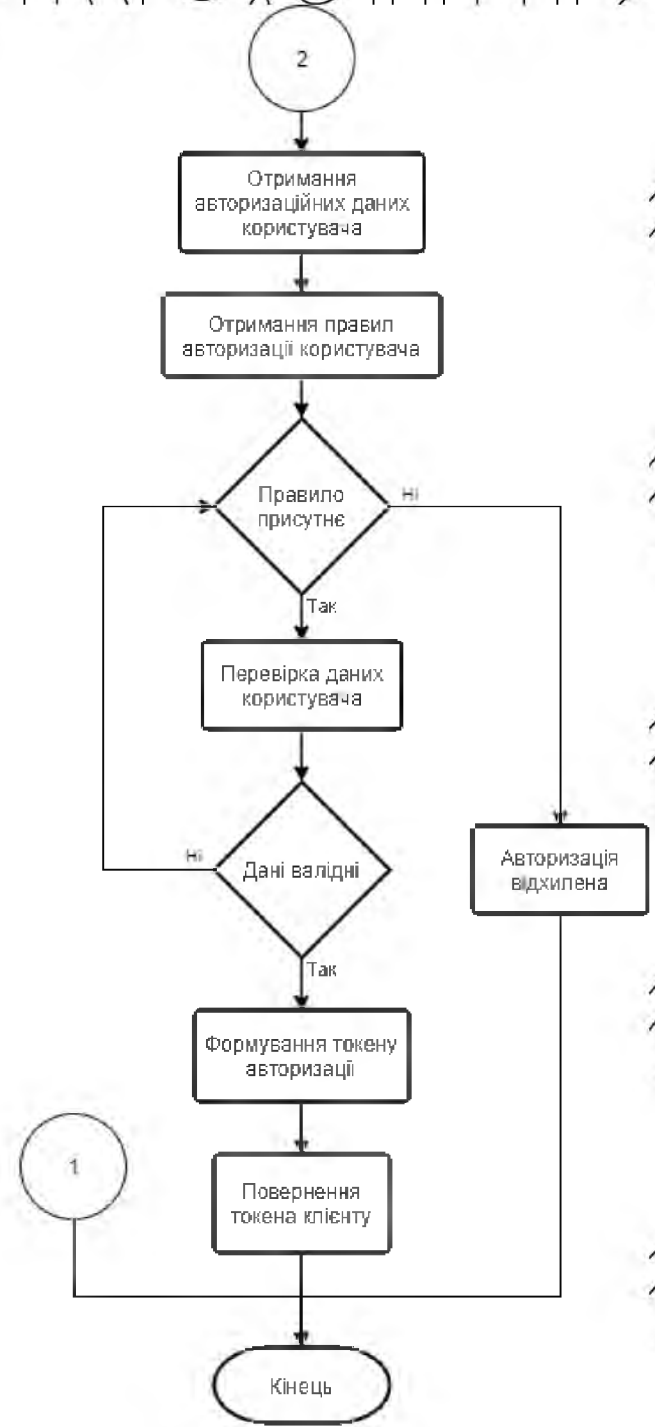 2
Отримання
авторизаційних даних
користувача
Отримання правил
авторизації користувача
Правило
присутнє
Ні
Так
Перевірка даних
користувача
Ні
Дані валідні
Авторизація
відхилена
Так
Формування токену
авторизації
1
Повернення
токена клієнту
Кінець